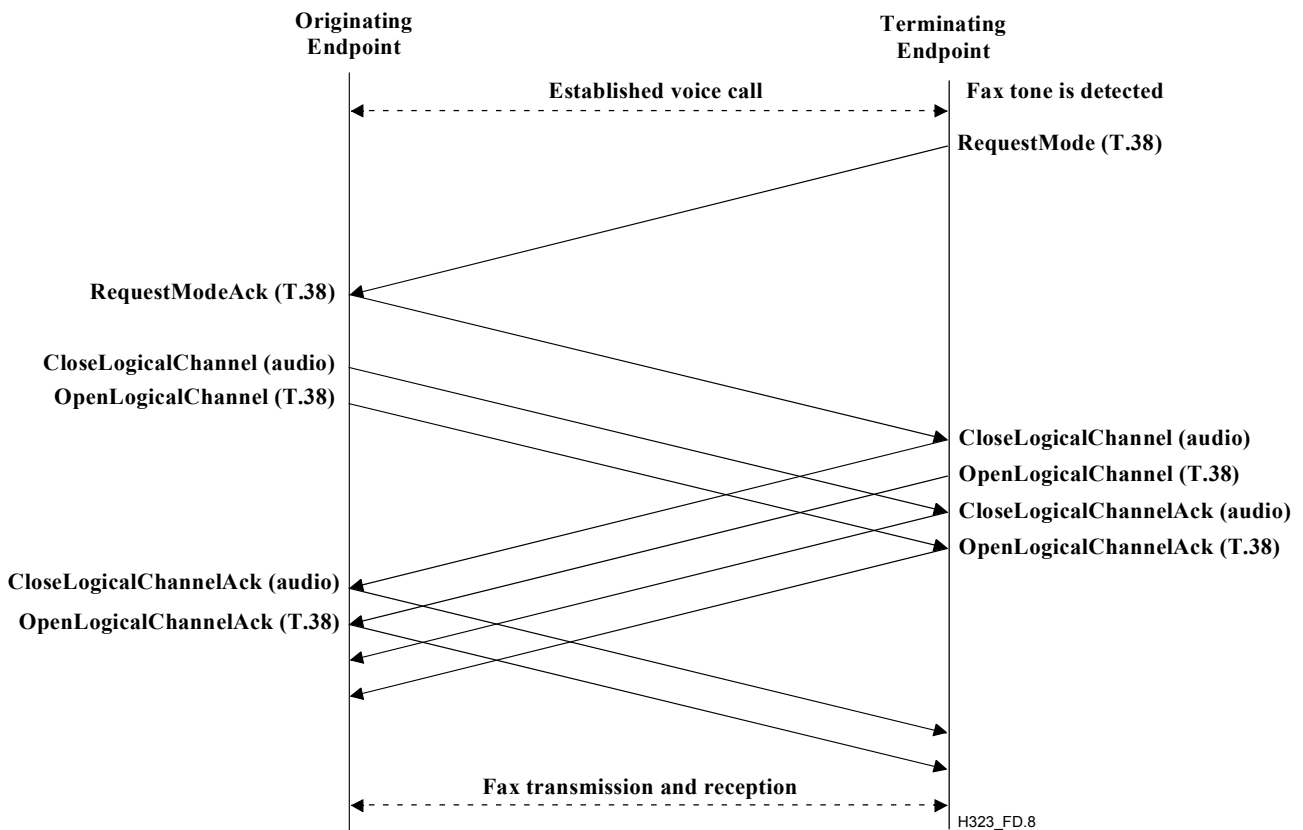 Originating
Endpoint
Terminating
Endpoint
Established voice call
Fax tone is detected
RequestMode (T.38)
RequestModeAck (T.38)
CloseLogicalChannel (audio)
OpenLogicalChannel (T.38)
CloseLogicalChannel (audio)
OpenLogicalChannel (T.38)
CloseLogicalChannelAck (audio)
OpenLogicalChannelAck (T.38)
CloseLogicalChannelAck (audio)
OpenLogicalChannelAck (T.38)
Fax transmission and reception
H323_FD.8